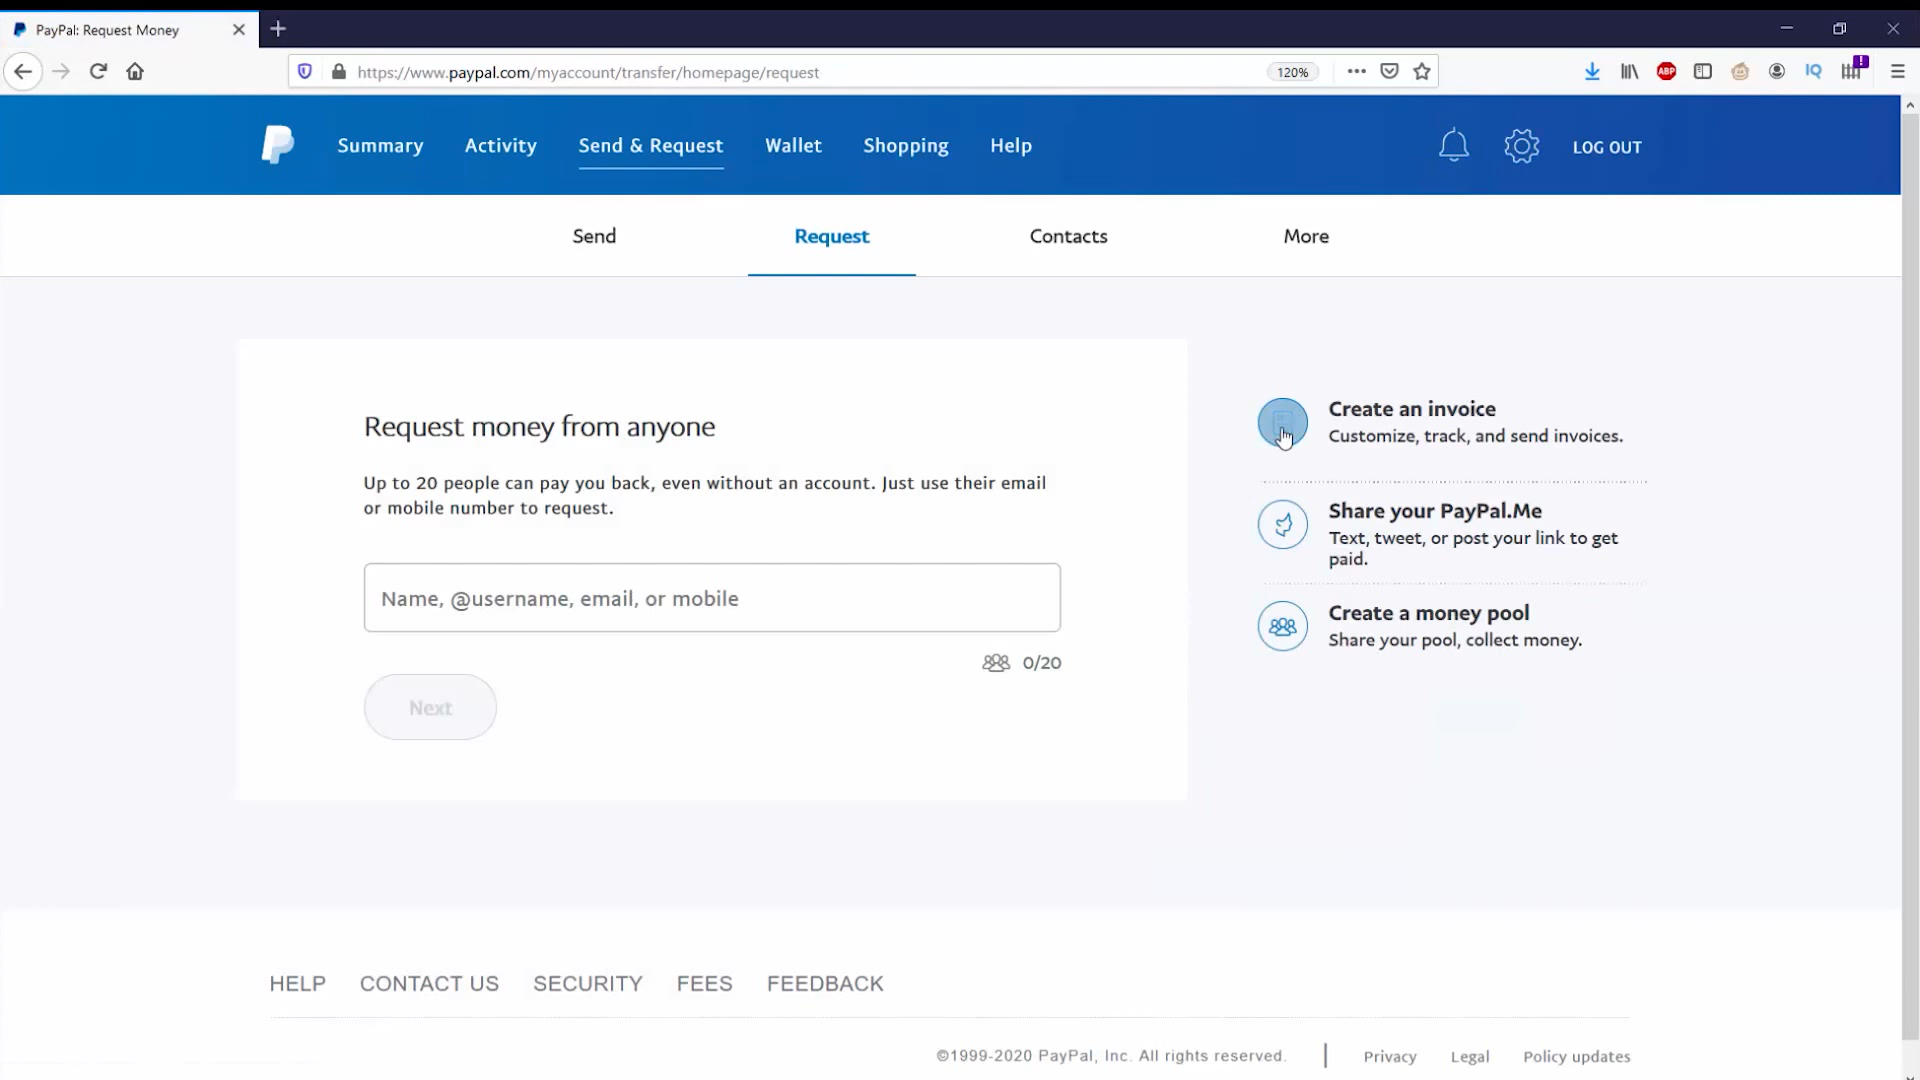 PayPal: Request Money
https://www.paypal.com/myaccount/transfer/homepage/request
120%
ABP
IQ
Summary
Activity
Send & Request
Wallet
Shopping
Help
LOG OUT
Send
Request
Contacts
More
Request money from anyone
Up to 20 people can pay you back, even without an account. Just use their email
or mobile number to request.
Name, @username, email, or mobile
0/20
Next
Create an invoice
Customize, track, and send invoices.
Share your PayPal.Me
Text, tweet, or post your link to get
paid.
Create a money pool
Share your pool, collect money.
HELP
CONTACT US
SECURITY
FEES
FEEDBACK
©1999-2020 PayPal, Inc. All rights reserved.
Privacy
Legal
Policy updates